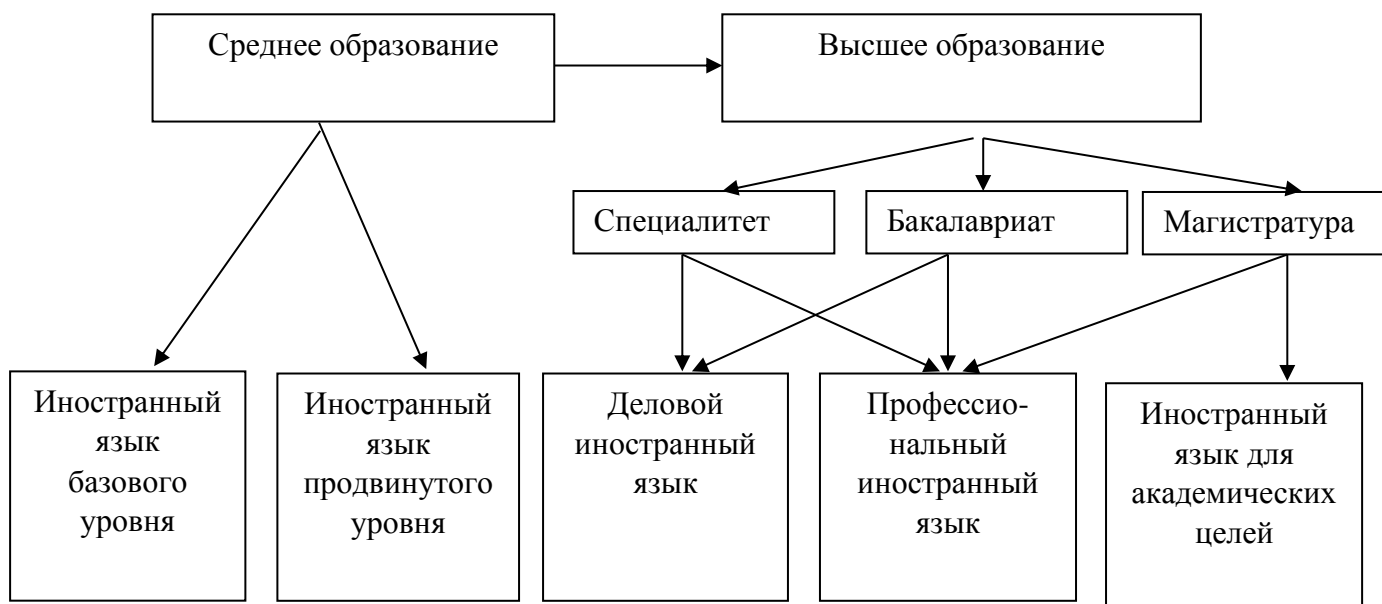 Среднее образование
Высшее образование
Специалитет
Бакалавриат
Магистратура
Иностранный
язык
базового
уровня
Иностранный
язык
продвинутого
уровня
Деловой
иностранный
язык
Профессио-
нальный
иностранный
язык
Иностранный
язык для
академических
целей